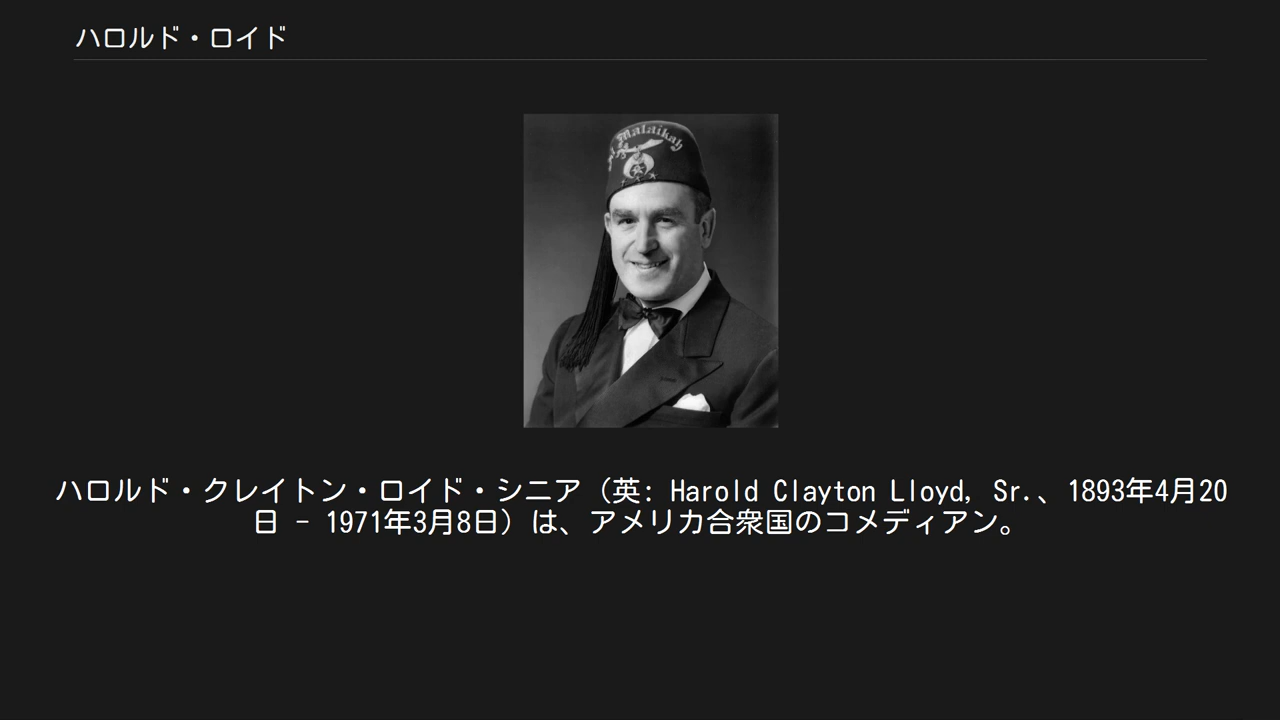 ハロルド・ロイド
Malaikah
ハロルド・クレイトン・ロイド・シニア（英: Harold Clayton Lloyd, Sr.、1893年4月20
日 - 1971年3月8日）は、アメリカ合衆国のコメディアン。